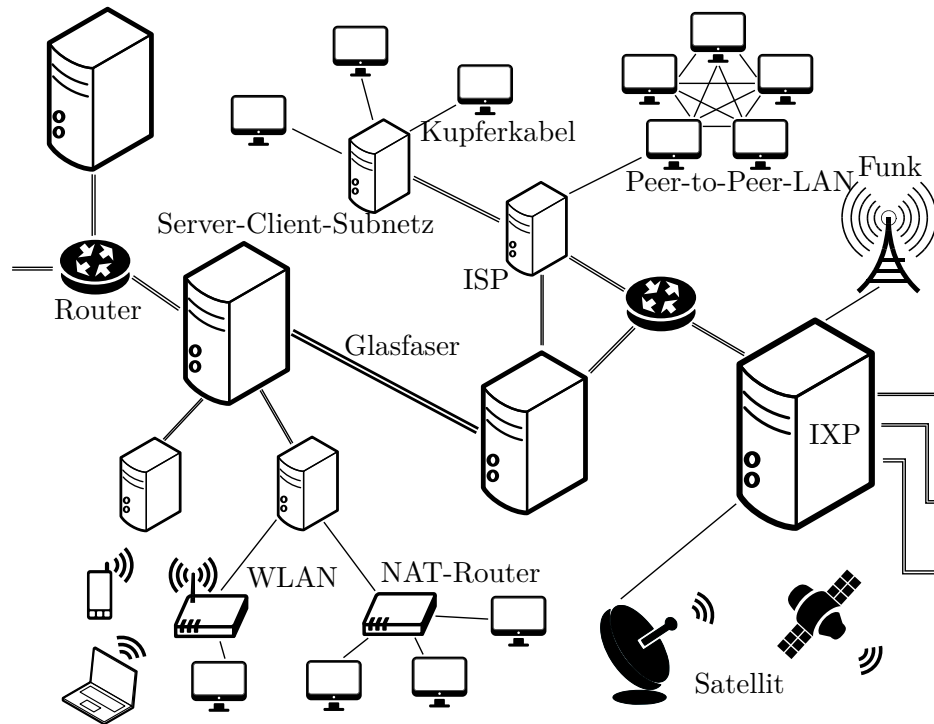 Kupferkabel
Peer-to-Peer-LAN
Funk
Server-Client-Subnetz
ISP
Router
Glasfaser
IXP
WLAN
NAT-Router
Satellit